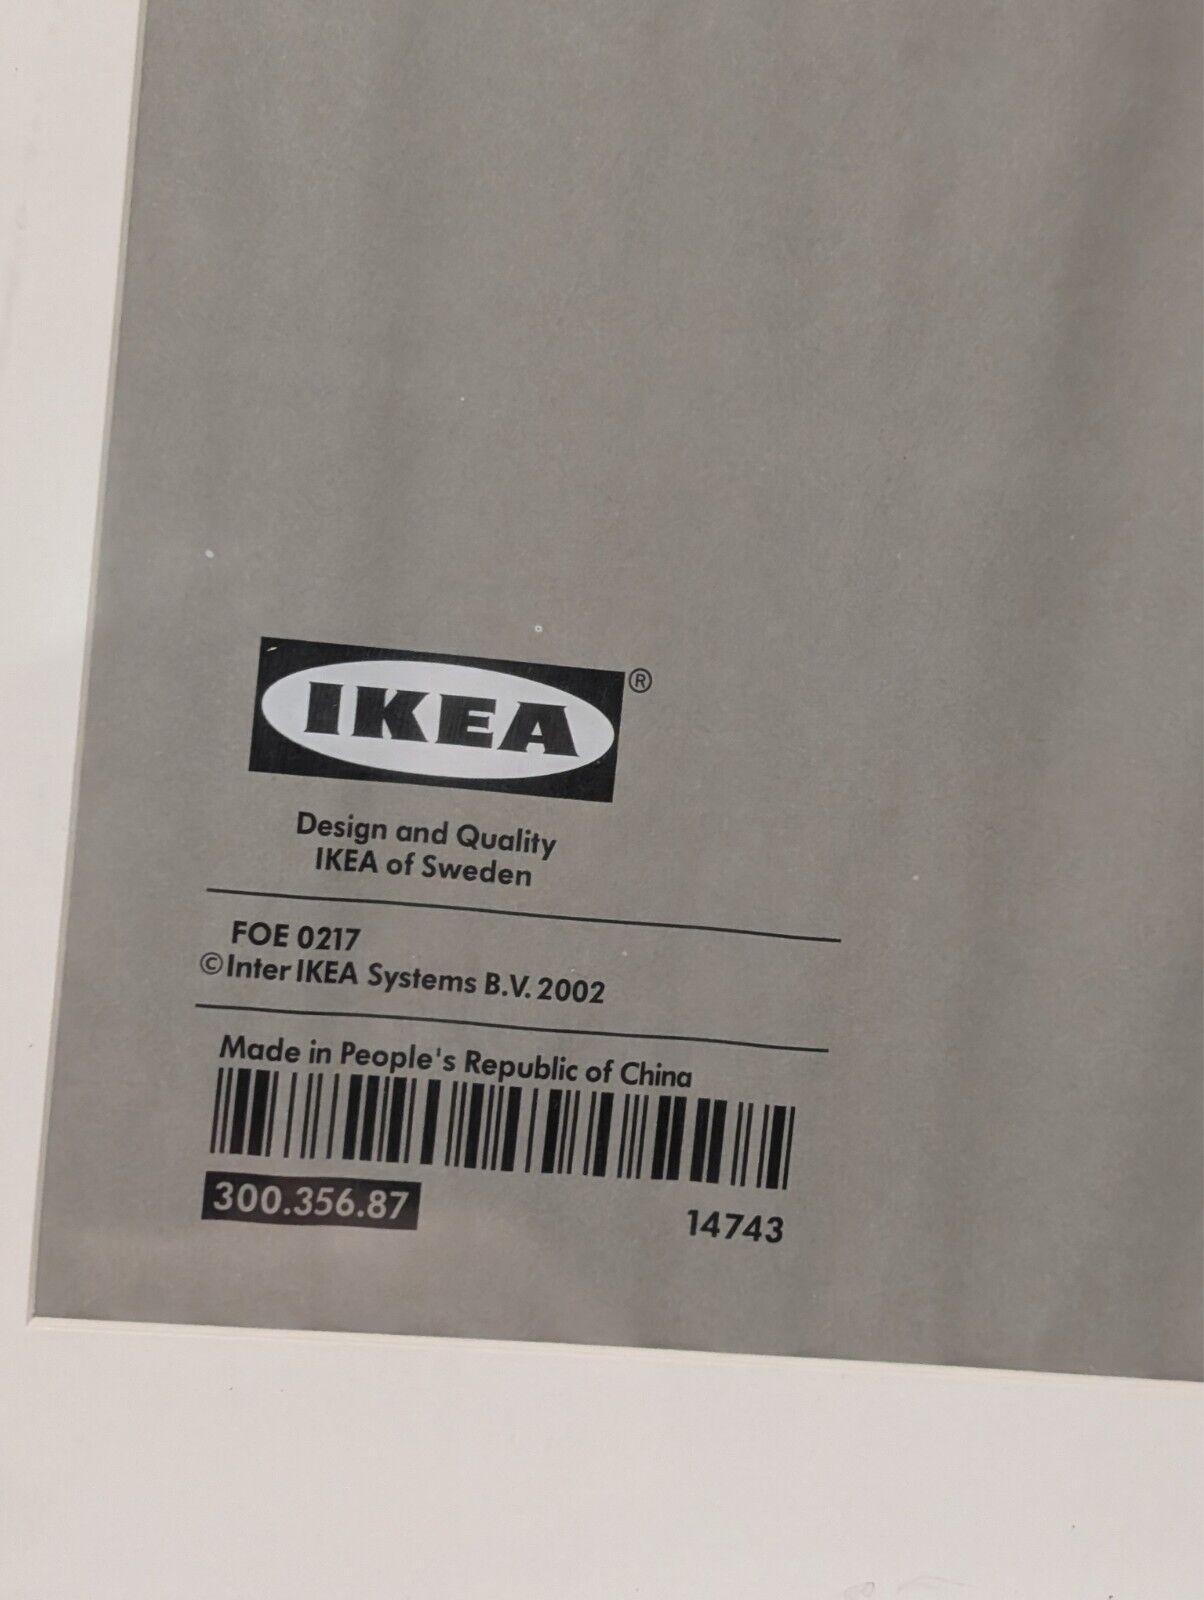 IKEA®
Design and Quality
IKEA of Sweden
FOE 0217
©Inter IKEA Systems B.V. 2002
Made in People's Republic of China
300.356.87
14743